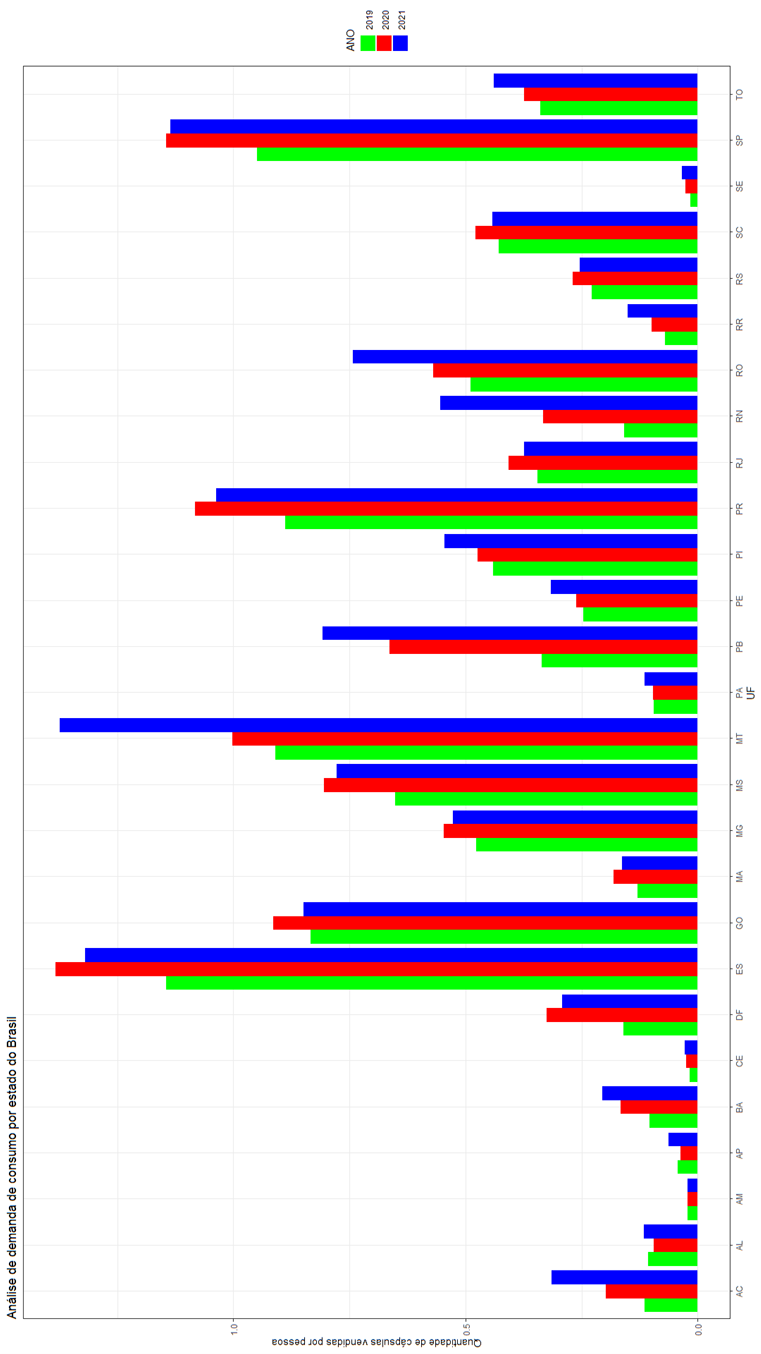 Análise de demanda de consumo por estado do Brasil
Quantidade de cápsulas vendidas por pessoa
1.0
0.5
0.0
AC
AL
AM
AP
BA
CE
DF
ES
GO
MA
MG
MS
MT
PA
PB
PE
PI
PR
RJ
RN
RO
RR
RS
SC
SE
SP
TO
UF
ANO
2019
2020
2021